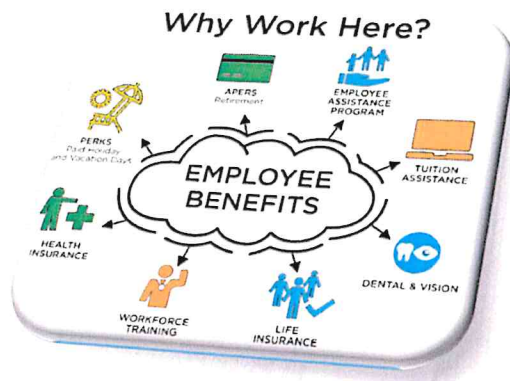 Why Work Here?
APERS
Retirement
EMPLOYEE
ASSISTANCE
PROGRAM
PERKS
Paid Holiday
and Vacation Days
TUITION
ASSISTANCE
EMPLOYEE
BENEFITS
HEALTH
INSURANCE
DENTAL & VISION
WORKFORCE
TRAINING
LIFE
INSURANCE